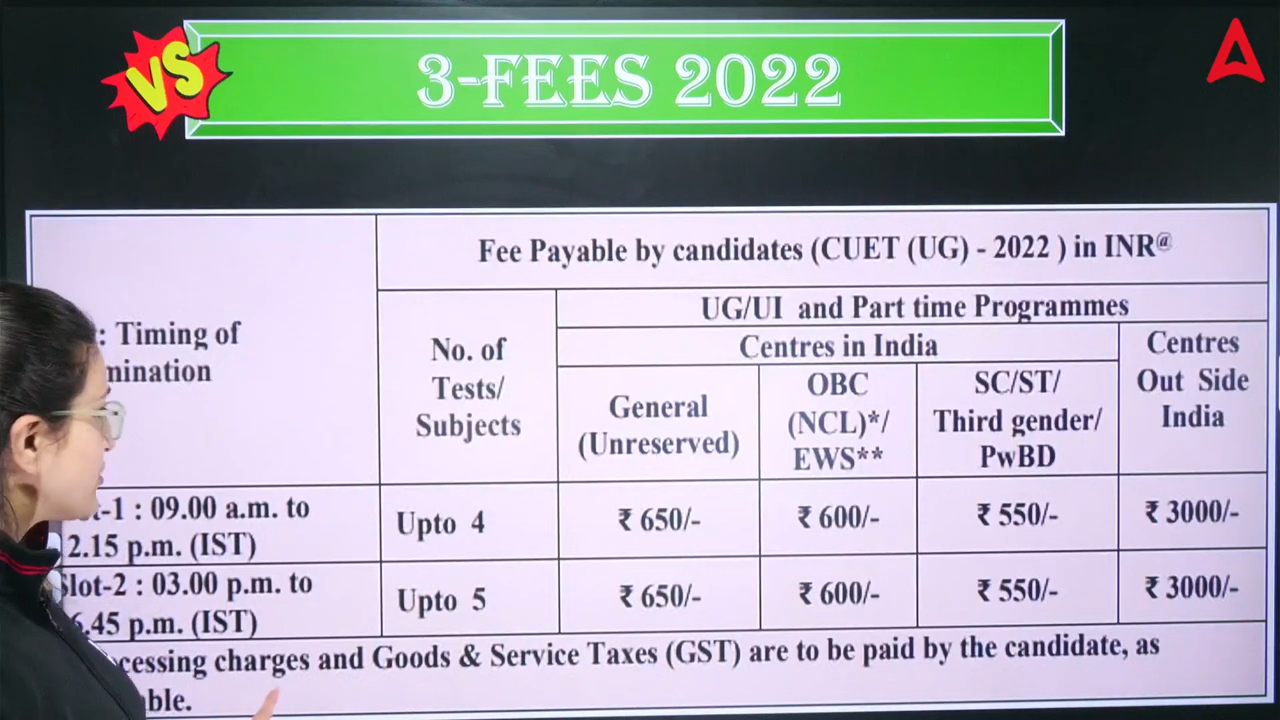 VS
3-FEES 2022
Fee Payable by candidates (CUET (UG) - 2022 ) in INR@
: Timing of
mination
No. of
Tests/
Subjects
UG/UI and Part time Programmes
Centres in India
Centres
Out Side
India
General
(Unreserved)
OBC
(NCL)*/
EWS**
SC/ST/
Third gender/
PwBD
t-1 : 09.00 a.m. to
2.15 p.m. (IST)
Upto 4
₹ 650/-
₹ 600/-
₹ 550/-
₹ 3000/-
Slot-2 : 03.00 p.m. to
6.45 p.m. (IST)
Upto 5
₹ 650/-
₹ 600/-
₹ 550/-
₹ 3000/-
cessing charges and Goods & Service Taxes (GST) are to be paid by the candidate, as
ble.